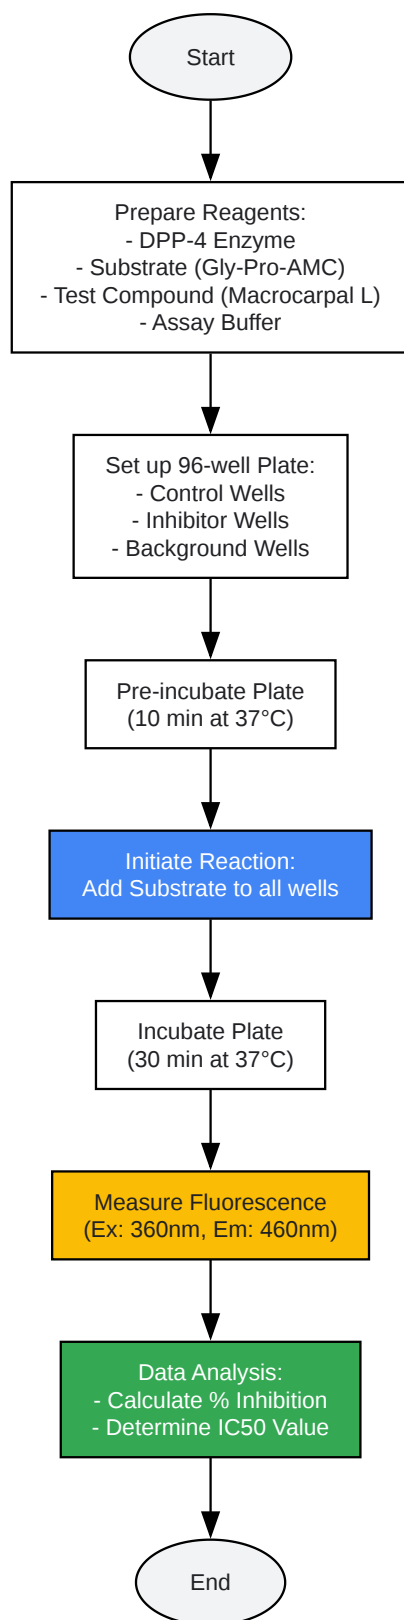 Start
Prepare Reagents:
- DPP-4 Enzyme
- Substrate (Gly-Pro-AMC)
- Test Compound (Macrocarpal L)
- Assay Buffer
Set up 96-well Plate:
- Control Wells
- Inhibitor Wells
- Background Wells
Pre-incubate Plate
(10 min at 37°C)
Initiate Reaction:
Add Substrate to all wells
Incubate Plate
(30 min at 37°C)
Measure Fluorescence
(Ex: 360nm, Em: 460nm)
Data Analysis:
- Calculate % Inhibition
- Determine IC50 Value
End